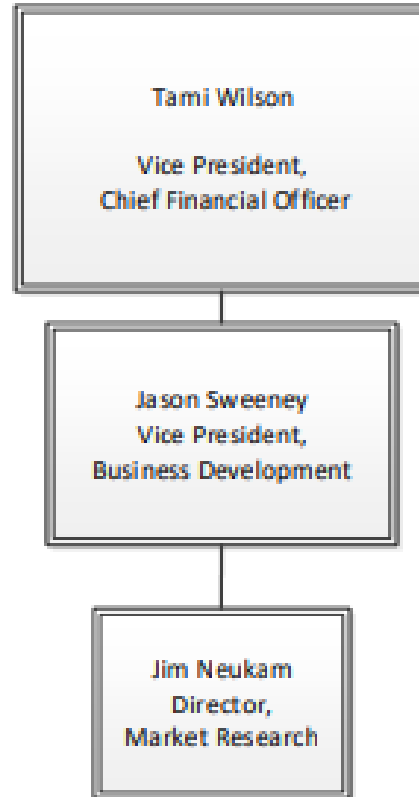 Tami Wilson
Vice President,
Chief Financial Officer
Jason Sweeney
Vice President,
Business Development
Jim Neukam
Director,
Market Research